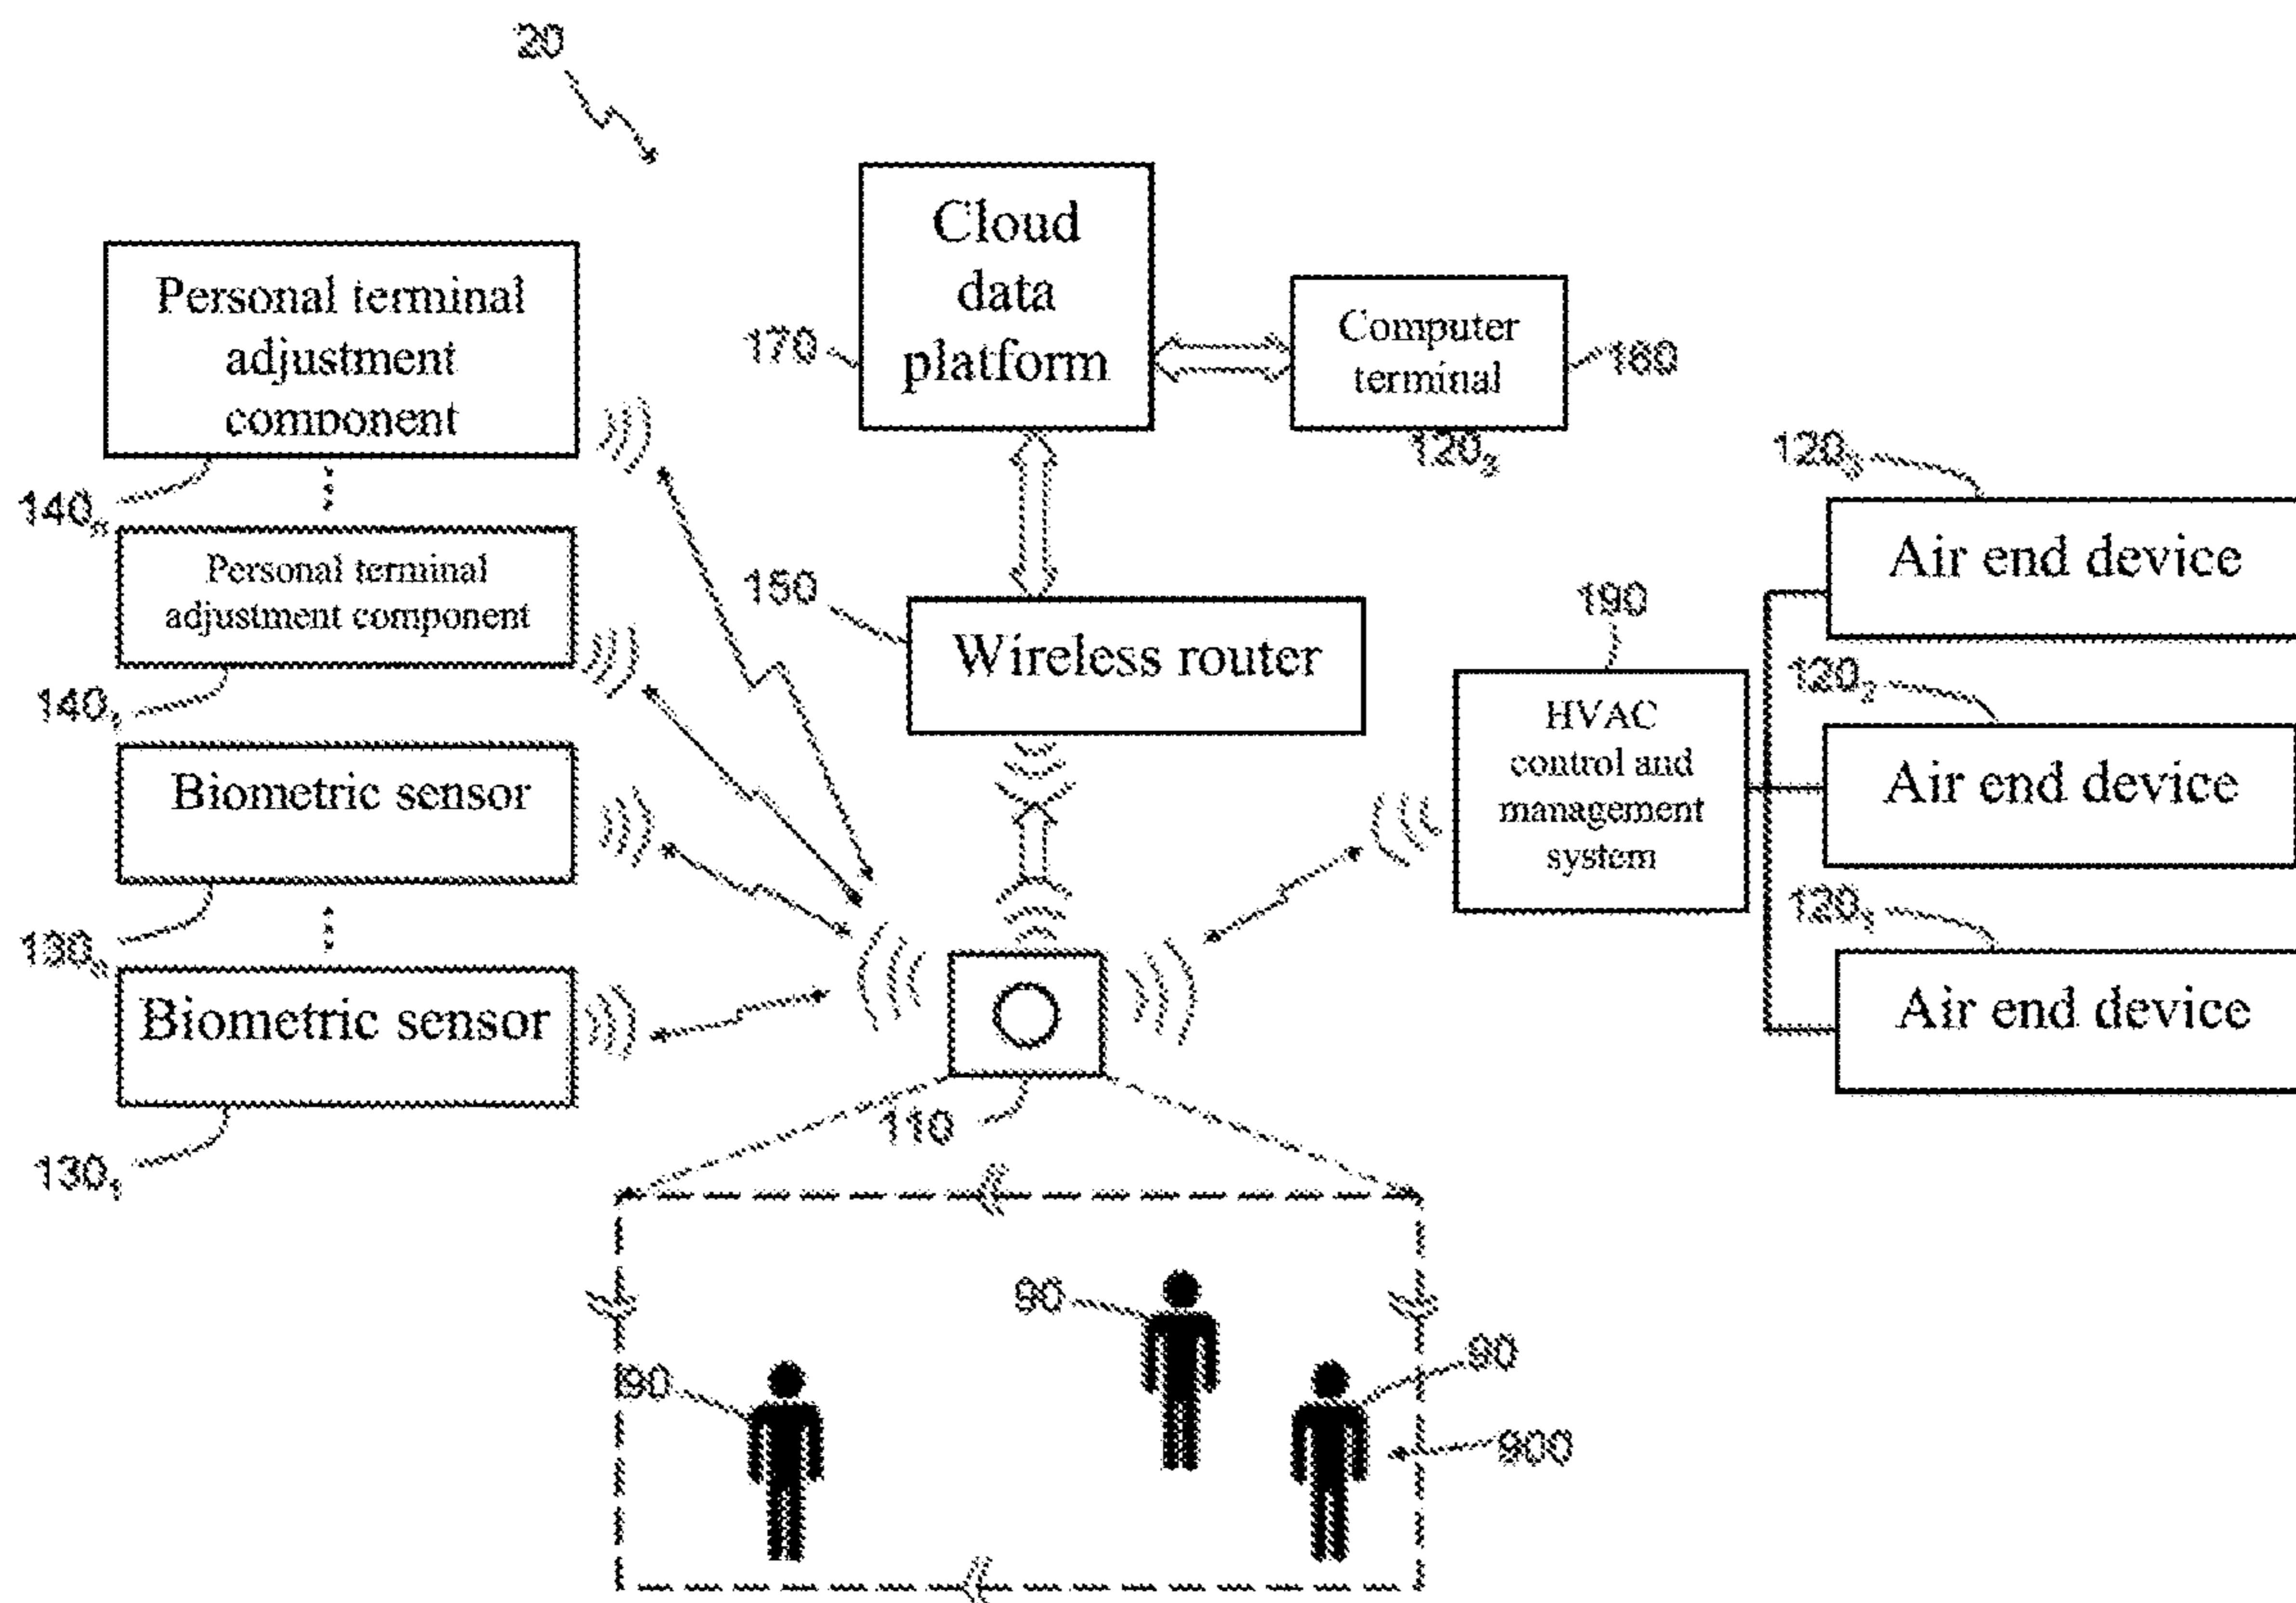 20
Cloud
data
platform
170
Computer
terminal
160
120₃
Personal terminal
adjustment
component
140ₙ
Personal terminal
adjustment component
140₁
150
Wireless router
190
HVAC
control and
management
system
120₃
Air end device
120₂
Air end device
120₁
Air end device
Biometric sensor
130ₙ
Biometric sensor
130₁
110
90
90
90
900